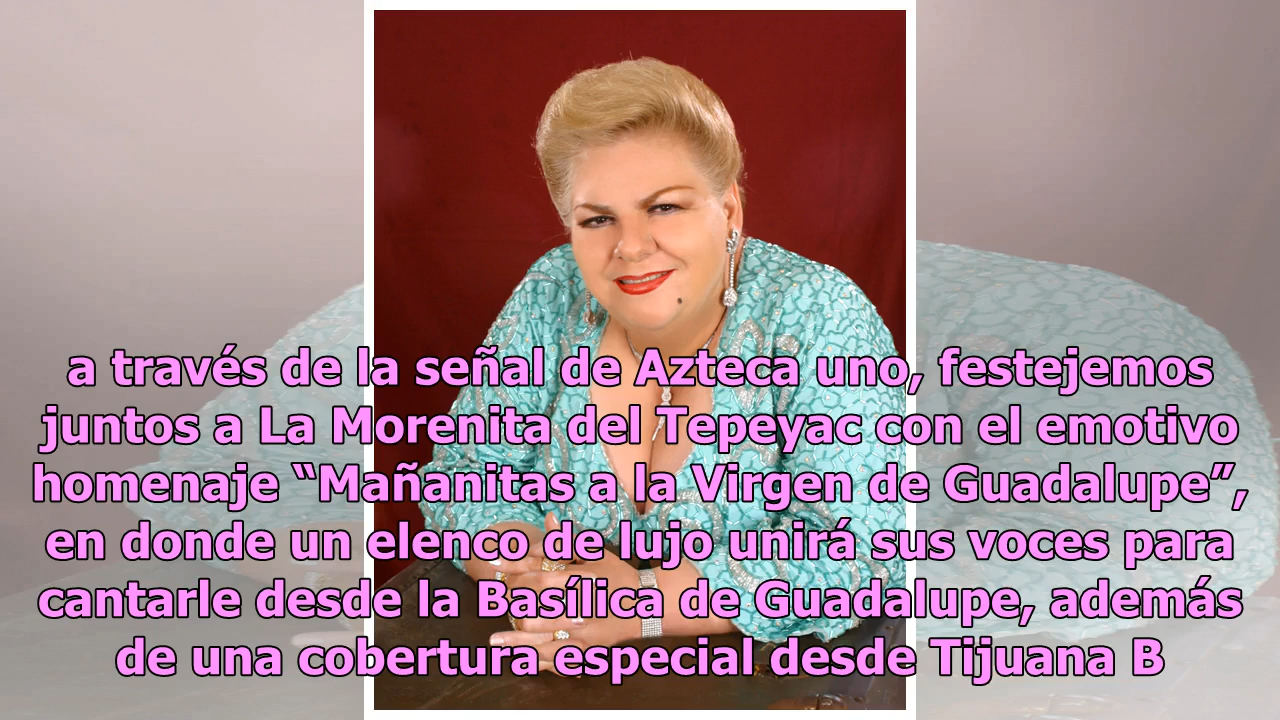 a través de la señal de Azteca uno, festejemos
juntos a La Morenita del Tepeyac con el emotivo
homenaje “Mañanitas a la Virgen de Guadalupe”,
en donde un elenco de lujo unirá sus voces para
cantarle desde la Basílica de Guadalupe, además
de una cobertura especial desde Tijuana B